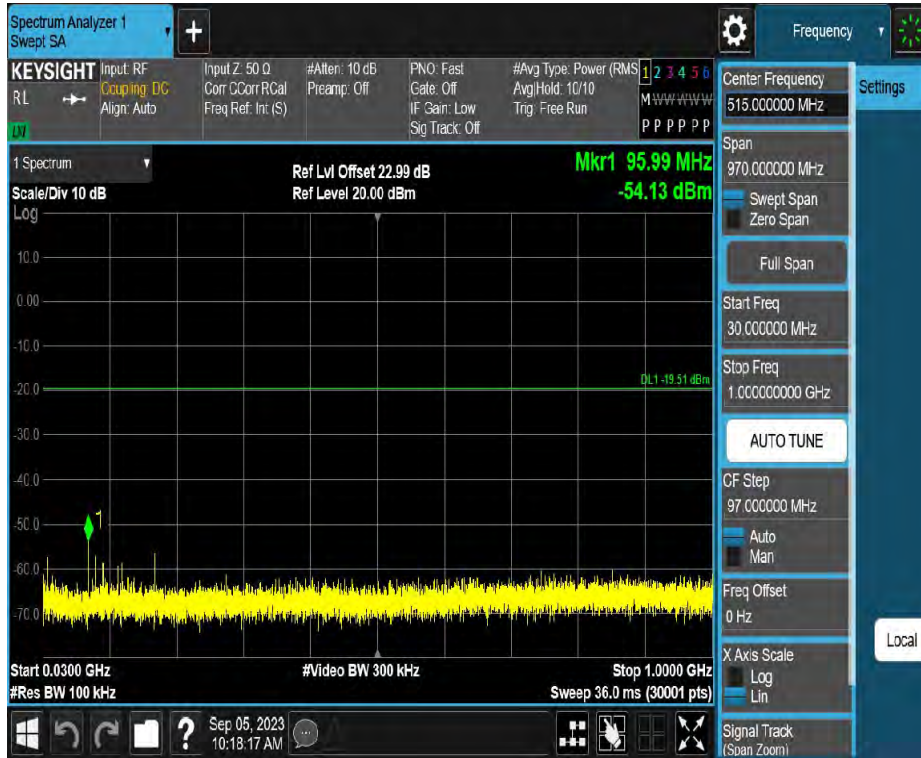 Spectrum Analyzer 1
Swept SA
+
Frequency
KEYSIGHT
RL
LXI
Input: RF
Coupling: DC
Align: Auto
Input Z: 50 Ω
Corr CCorr RCal
Freq Ref: Int (S)
#Atten: 10 dB
Preamp: Off
PNO: Fast
Gate: Off
IF Gain: Low
Sig Track: Off
#Avg Type: Power (RMS
Avg|Hold: 10/10
Trig: Free Run
1 2 3 4 5 6
M W W W W W
P P P P P P
1 Spectrum
Scale/Div 10 dB
Log
Ref Lvl Offset 22.99 dB
Ref Level 20.00 dBm
Mkr1 95.99 MHz
-54.13 dBm
10.0
0.00
-10.0
-20.0
-30.0
-40.0
-50.0
-60.0
-70.0
DL1 -19.51 dBm
1
Start 0.0300 GHz
#Res BW 100 kHz
#Video BW 300 kHz
Stop 1.0000 GHz
Sweep 36.0 ms (30001 pts)
Sep 05, 2023
10:18:17 AM
?
Center Frequency
515.000000 MHz
Span
970.000000 MHz
Swept Span
Zero Span
Full Span
Start Freq
30.000000 MHz
Stop Freq
1.000000000 GHz
AUTO TUNE
CF Step
97.000000 MHz
Auto
Man
Freq Offset
0 Hz
X Axis Scale
Log
Lin
Signal Track
(Span Zoom)
Settings
Local